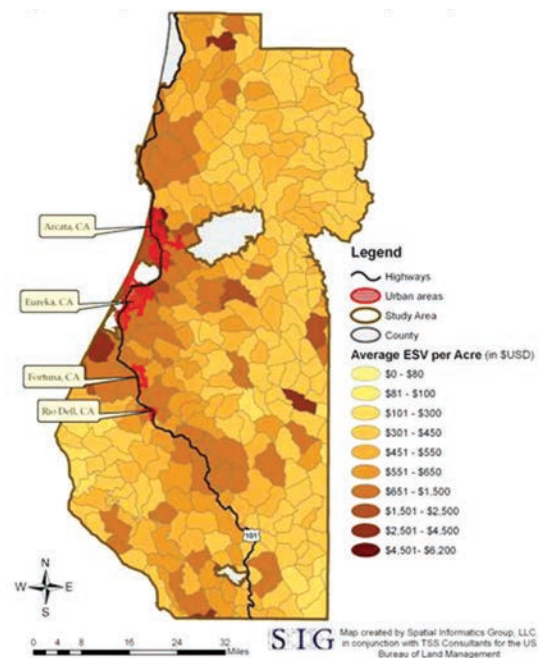 Arcata, CA
Eureka, CA
Fortuna, CA
Rio Dell, CA
101
Legend
Highways
Urban areas
Study Area
County
Average ESV per Acre (in $USD)
$0 - $80
$81 - $100
$101 - $300
$301 - $450
$451 - $550
$551 - $650
$651 - $1,500
$1,501 - $2,500
$2,501 - $4,500
$4,501- $6,200
N
W E
S
0 4 8 16 24 32
Miles
SIG
Map created by Spatial Informatics Group, LLC
in conjunction with TSS Consultants for the US
Bureau of Land Management